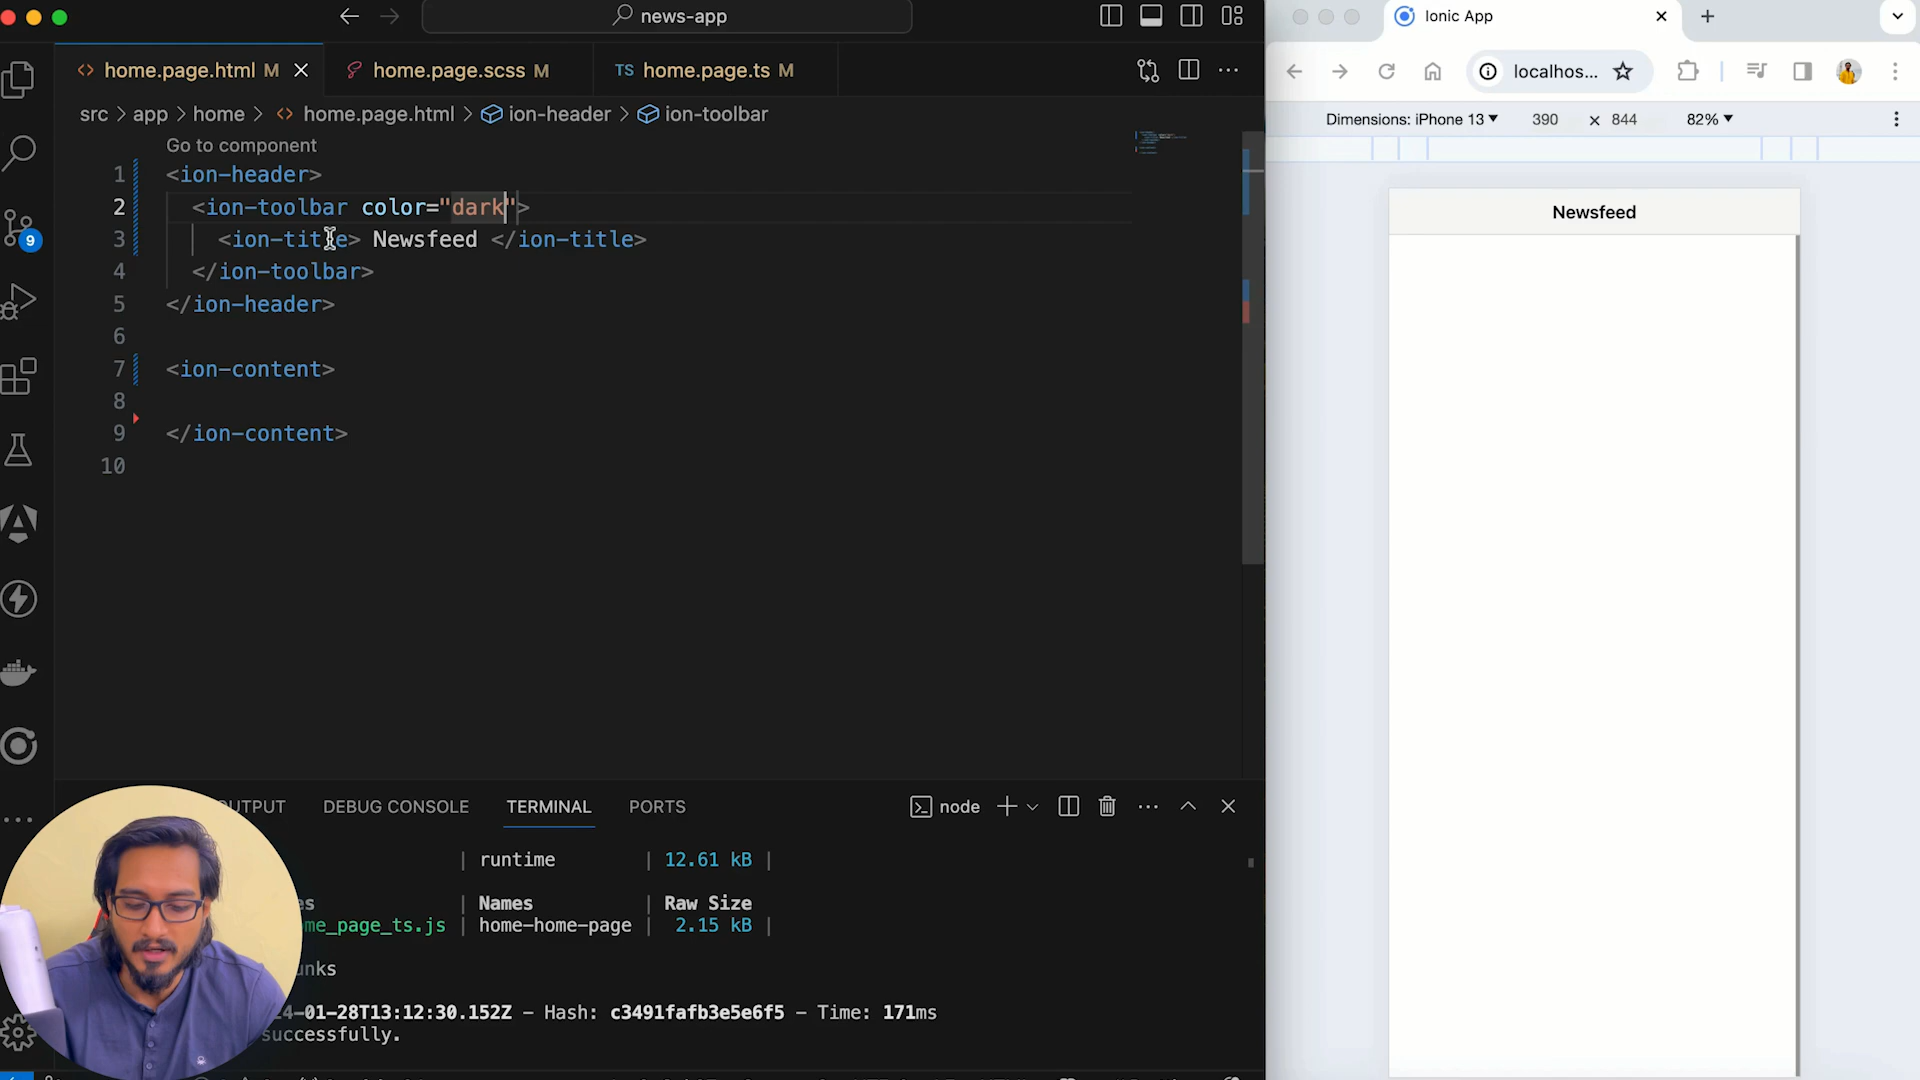 news-app
home.page.html M
home.page.scss M
TS home.page.ts M
src > app > home > home.page.html > ion-header > ion-toolbar
Go to component
1 <ion-header>
2 <ion-toolbar color="dark">
3 <ion-title> Newsfeed </ion-title>
4 </ion-toolbar>
5 </ion-header>
6
7 <ion-content>
8
9 </ion-content>
10
9
OUTPUT
DEBUG CONSOLE
TERMINAL
PORTS
node
| runtime | 12.61 kB |
es | Names | Raw Size
me_page_ts.js | home-home-page | 2.15 kB |
unks
4-01-28T13:12:30.152Z - Hash: c3491fafb3e5e6f5 - Time: 171ms
successfully.
Ionic App
localhos...
Dimensions: iPhone 13 390 × 844 82%
Newsfeed